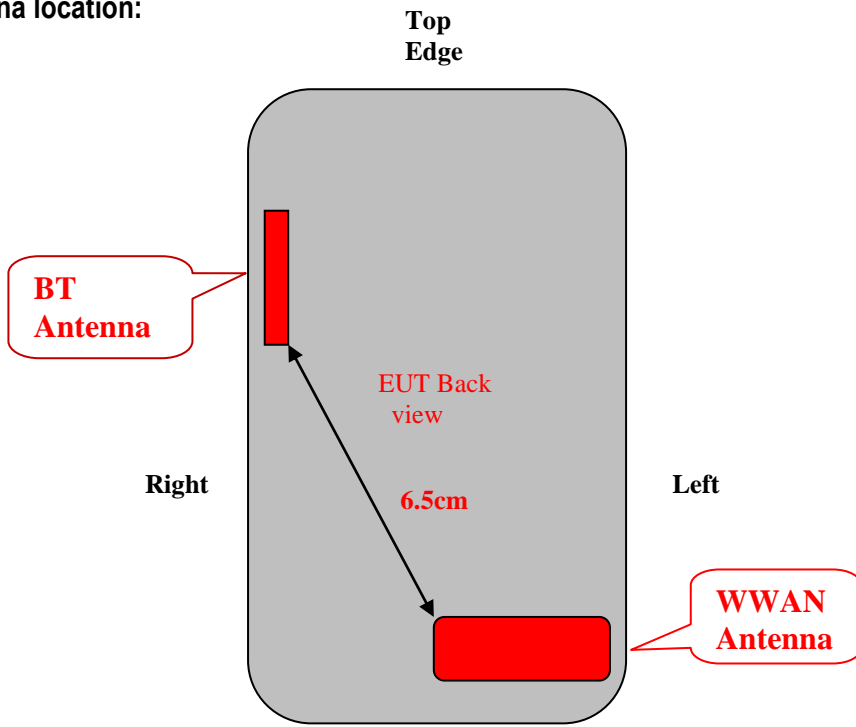 na location:
Top
Edge
BT
Antenna
EUT Back
view
Right
6.5cm
Left
WWAN
Antenna